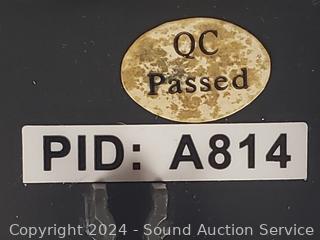 QC
Passed
PID: A814
Copyright 2024 - Sound Auction Service